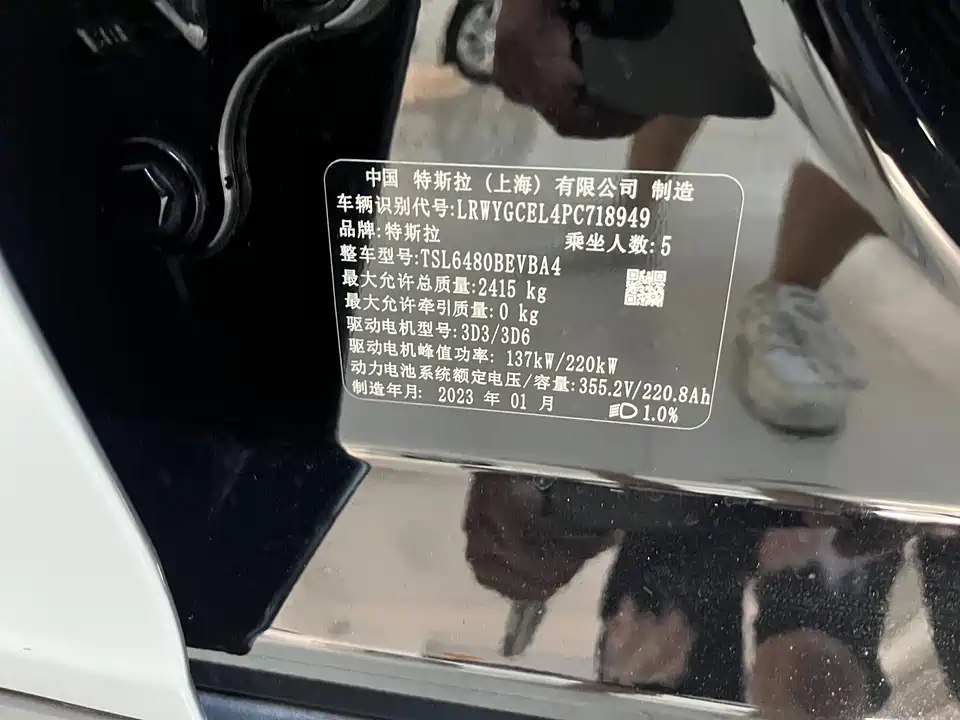 中国 特斯拉 (上海) 有限公司 制造
车辆识别代号:LRWYGCEL4PC718949
品牌:特斯拉 乘坐人数:5
整车型号:TSL6480BEVBA4
最大允许总质量:2415 kg
最大允许牵引质量:0 kg
驱动电机型号:3D3/3D6
驱动电机峰值功率: 137kW/220kW
动力电池系统额定电压/容量:355.2V/220.8Ah
制造年月: 2023 年 01 月 1.0%